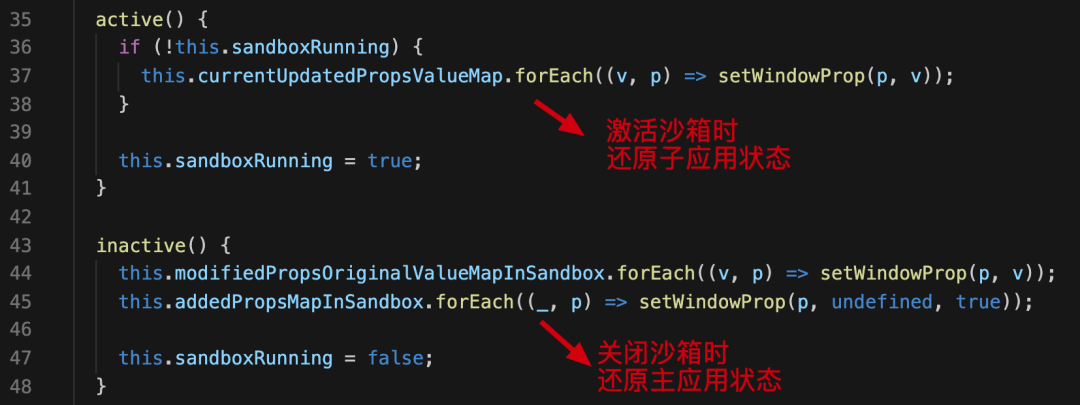 35 active() {
36 if (!this.sandboxRunning) {
37 this.currentUpdatedPropsValueMap.forEach((v, p) => setWindowProp(p, v));
38 }
39 激活沙箱时
40 this.sandboxRunning = true; 还原子应用状态
41 }
42
43 inactive() {
44 this.modifiedPropsOriginalValueMapInSandbox.forEach((v, p) => setWindowProp(p, v));
45 this.addedPropsMapInSandbox.forEach((_, p) => setWindowProp(p, undefined, true));
46
47 this.sandboxRunning = false; 关闭沙箱时
48 } 还原主应用状态